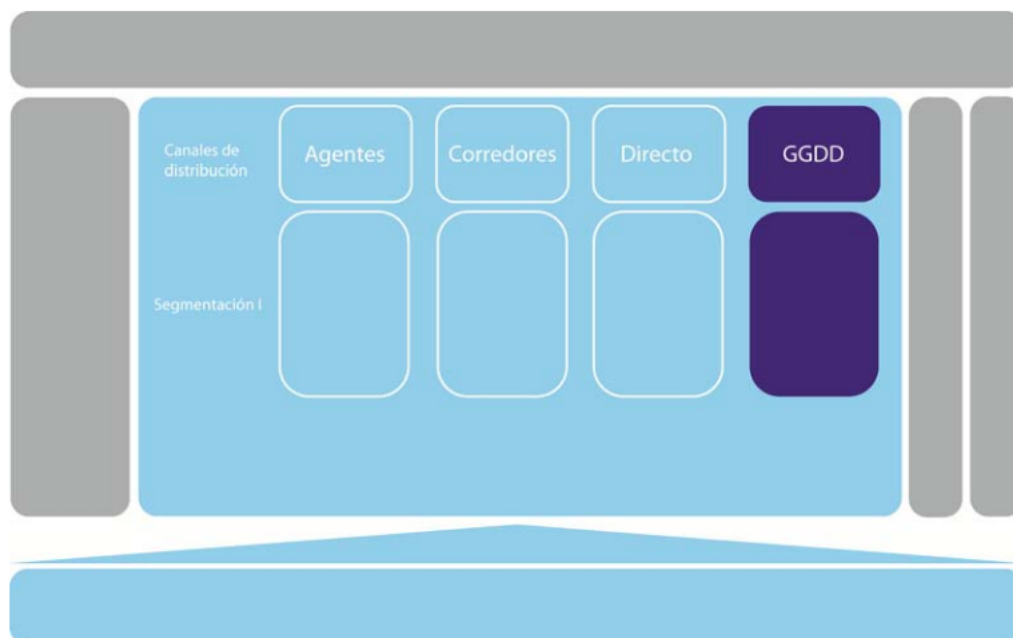 Canales de
distribución
Agentes
Corredores
Directo
GGDD
Segmentación I